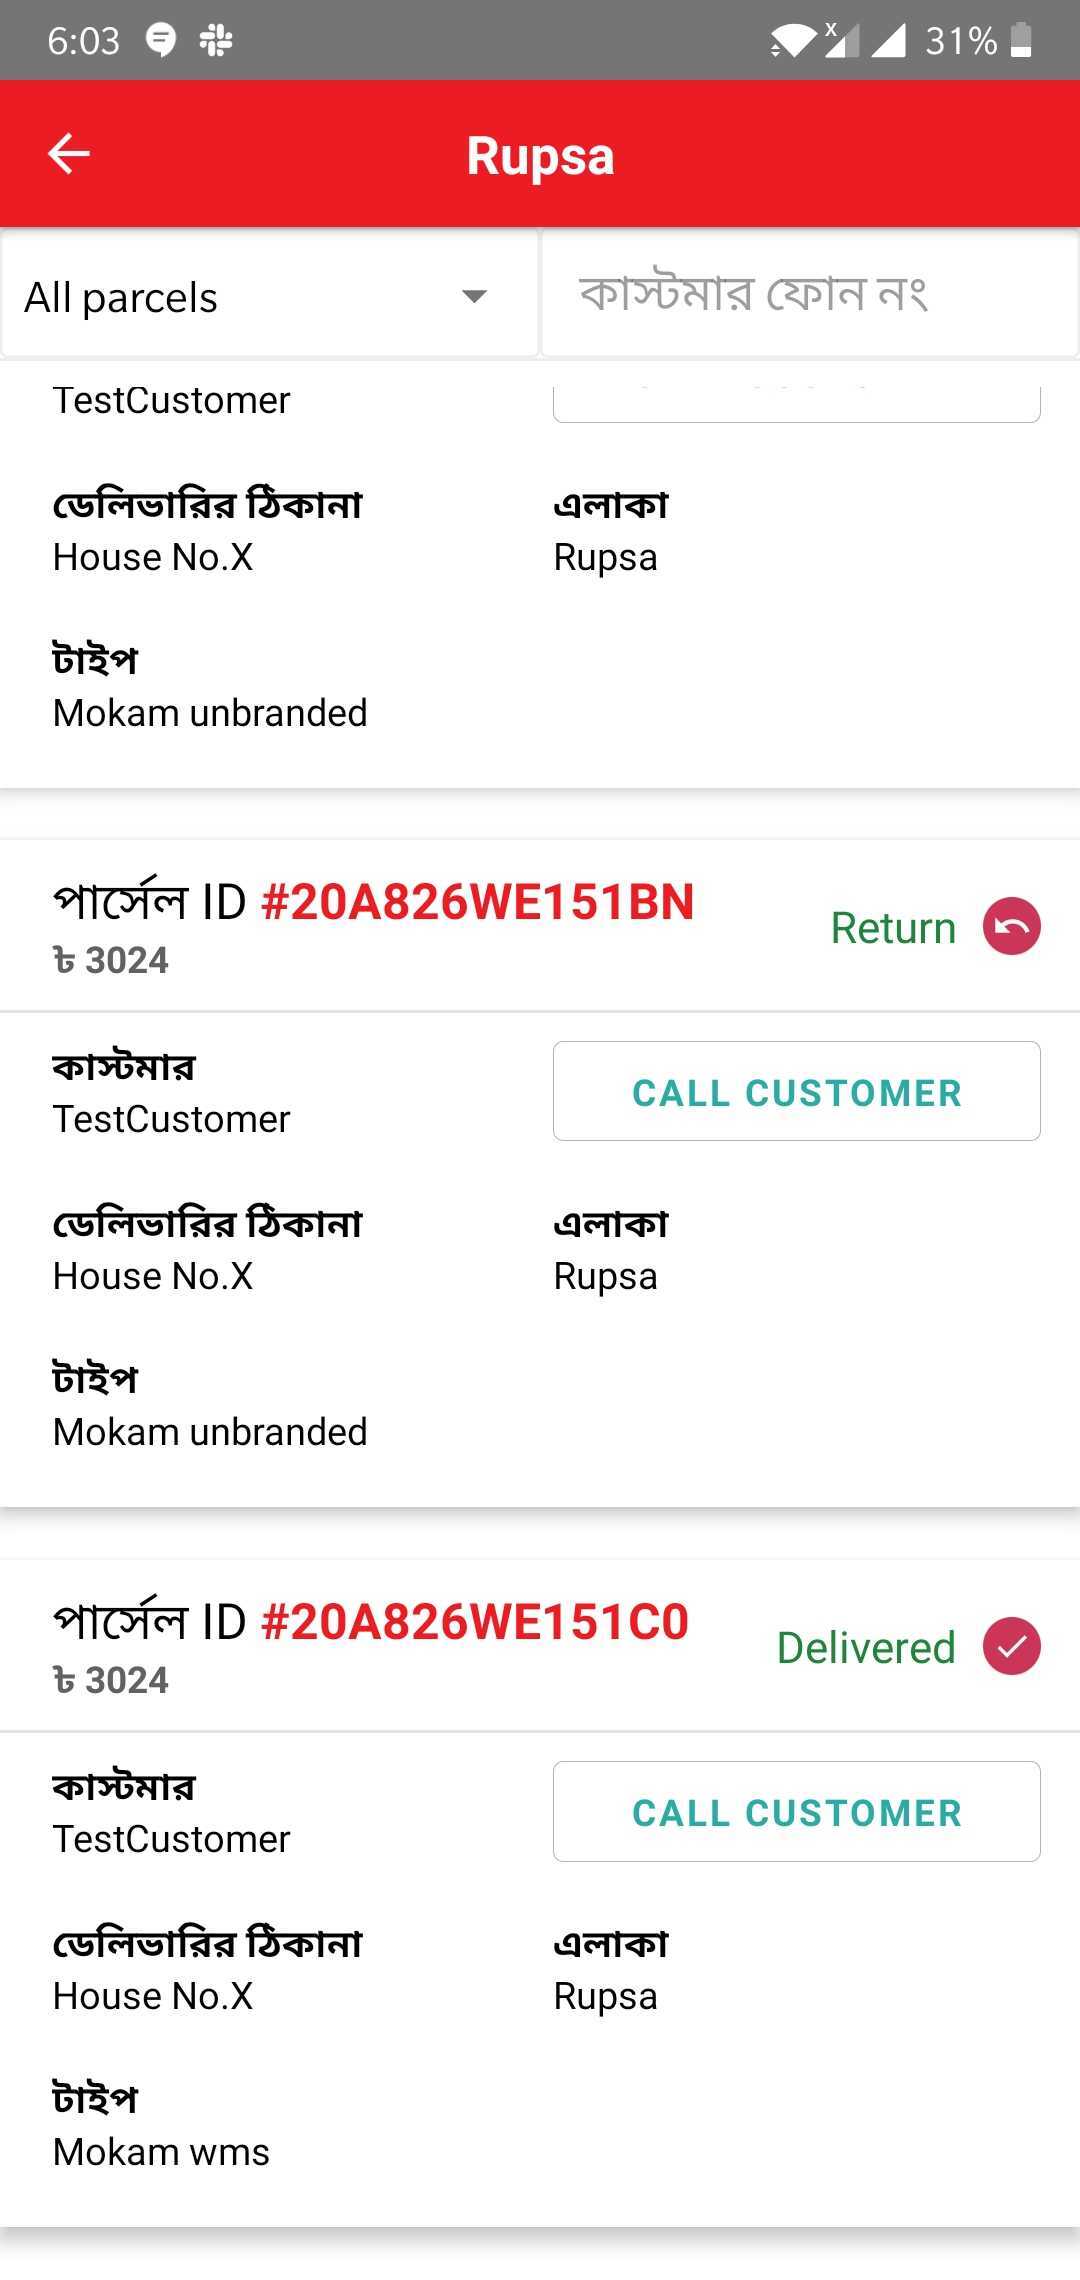 6:03 31%
Rupsa
All parcels কাস্টমার ফোন নং
TestCustomer
ডেলিভারির ঠিকানা এলাকা
House No.X Rupsa
টাইপ
Mokam unbranded
পার্সেল ID #20A826WE151BN
Return
৳ 3024
কাস্টমার
CALL CUSTOMER
TestCustomer
ডেলিভারির ঠিকানা এলাকা
House No.X Rupsa
টাইপ
Mokam unbranded
পার্সেল ID #20A826WE151C0
Delivered
৳ 3024
কাস্টমার
CALL CUSTOMER
TestCustomer
ডেলিভারির ঠিকানা এলাকা
House No.X Rupsa
টাইপ
Mokam wms